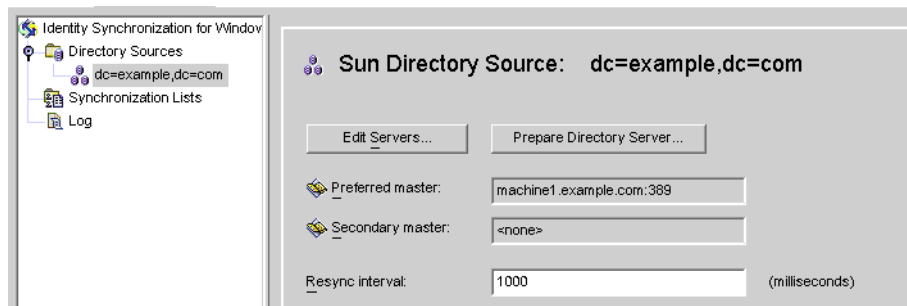 Identity Synchronization for Windov
Directory Sources
dc=example,dc=com
Synchronization Lists
Log
Sun Directory Source: dc=example,dc=com
Edit Servers... Prepare Directory Server...
Preferred master: machine1.example.com:389
Secondary master: <none>
Resync interval: 1000 (milliseconds)